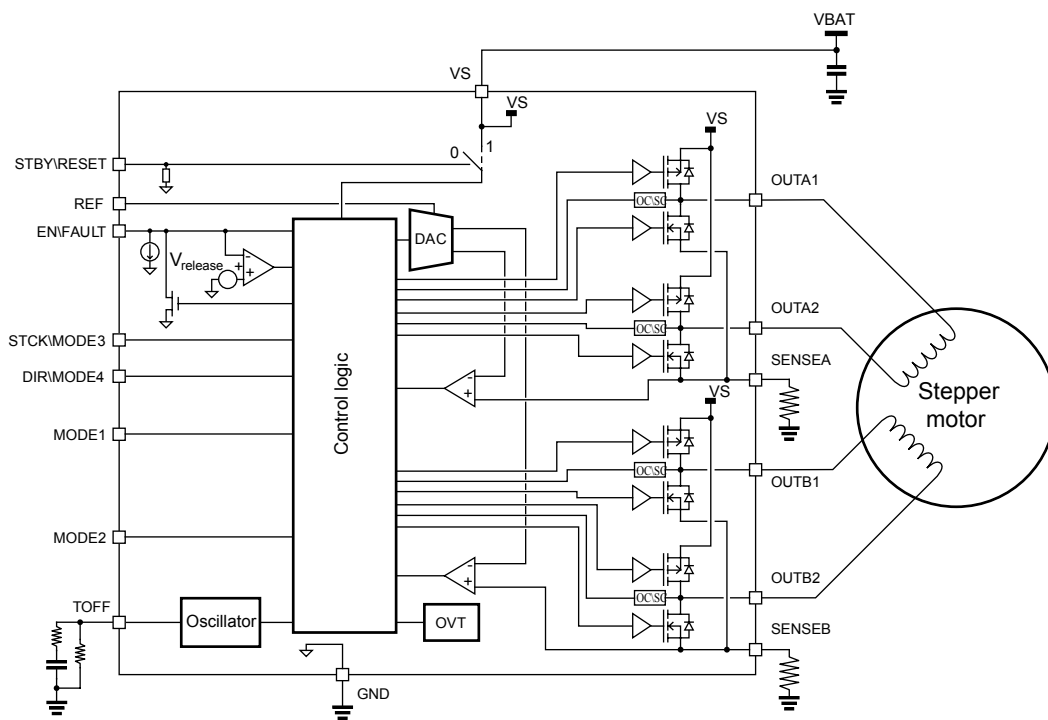 VBAT
VS
VS
0
1
STBY\RESET
REF
EN\FAULT
Vrelease
-
+
+
STCK\MODE3
DIR\MODE4
MODE1
MODE2
TOFF
Oscillator
Control logic
DAC
OVT
GND
-
+
-
+
VS
OC\SC
OUTA1
OC\SC
OUTA2
SENSEA
VS
OC\SC
OUTB1
OC\SC
OUTB2
SENSEB
Stepper
motor